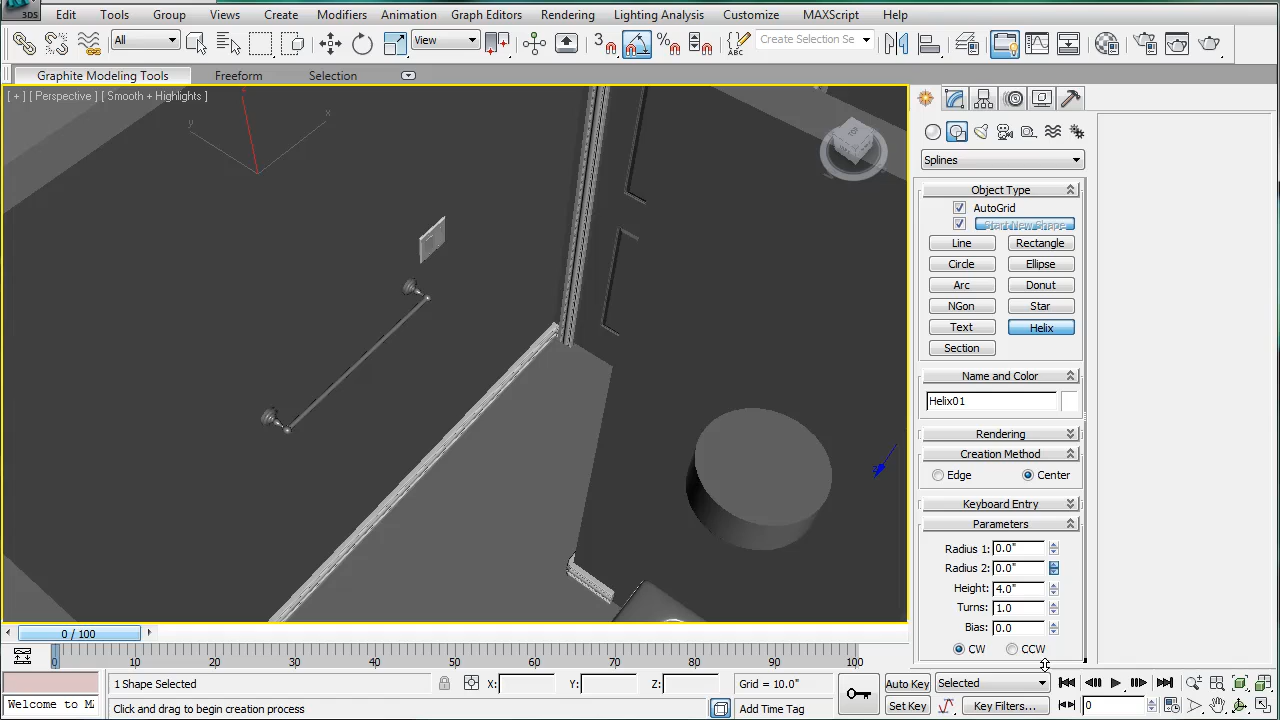 3DS Edit Tools Group Views Create Modifiers Animation Graph Editors Rendering Lighting Analysis Customize MAXScript Help
All View 3 % ABC Create Selection Se
Graphite Modeling Tools Freeform Selection
[ + ] [ Perspective ] [ Smooth + Highlights ]
y x
TOP
Splines
Object Type
AutoGrid
Start New Shape
Line Rectangle
Circle Ellipse
Arc Donut
NGon Star
Text Helix
Section
Name and Color
Helix01
Rendering
Creation Method
Edge Center
Keyboard Entry
Parameters
Radius 1: 0.0"
Radius 2: 0.0"
Height: 4.0"
Turns: 1.0
Bias: 0.0
CW CCW
0 / 100
0 10 20 30 40 50 60 70 80 90 100
1 Shape Selected X: Y: Z: Grid = 10.0" Auto Key Selected
Welcome to M Click and drag to begin creation process Add Time Tag Set Key Key Filters... 0